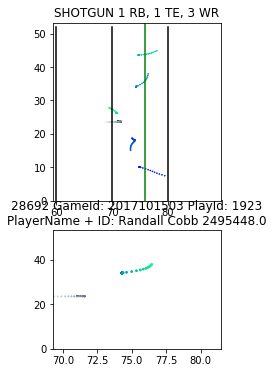 SHOTGUN 1 RB, 1 TE, 3 WR
50
40
30
20
10
0
60 70 80
28692 GameId: 2017101503 PlayId: 1923
PlayerName + ID: Randall Cobb 2495448.0
40
20
0
70.0 72.5 75.0 77.5 80.0